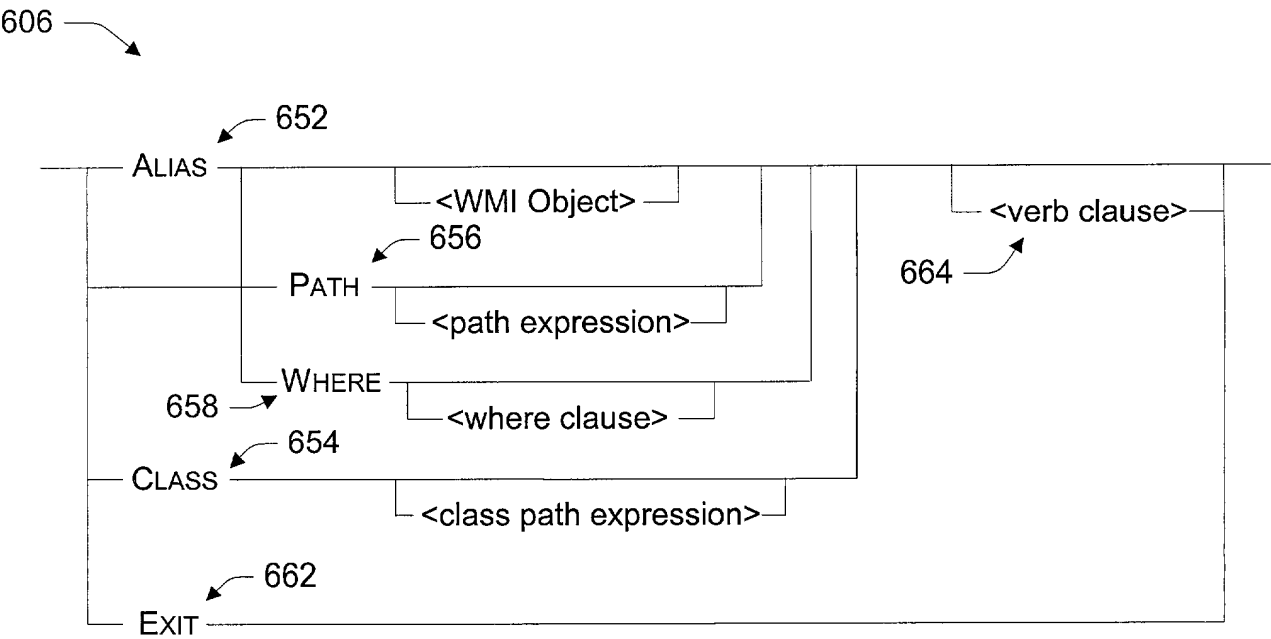 606
652
ALIAS
<WMI Object>
<verb clause>
656
664
PATH
<path expression>
WHERE
658
<where clause>
654
CLASS
<class path expression>
662
EXIT